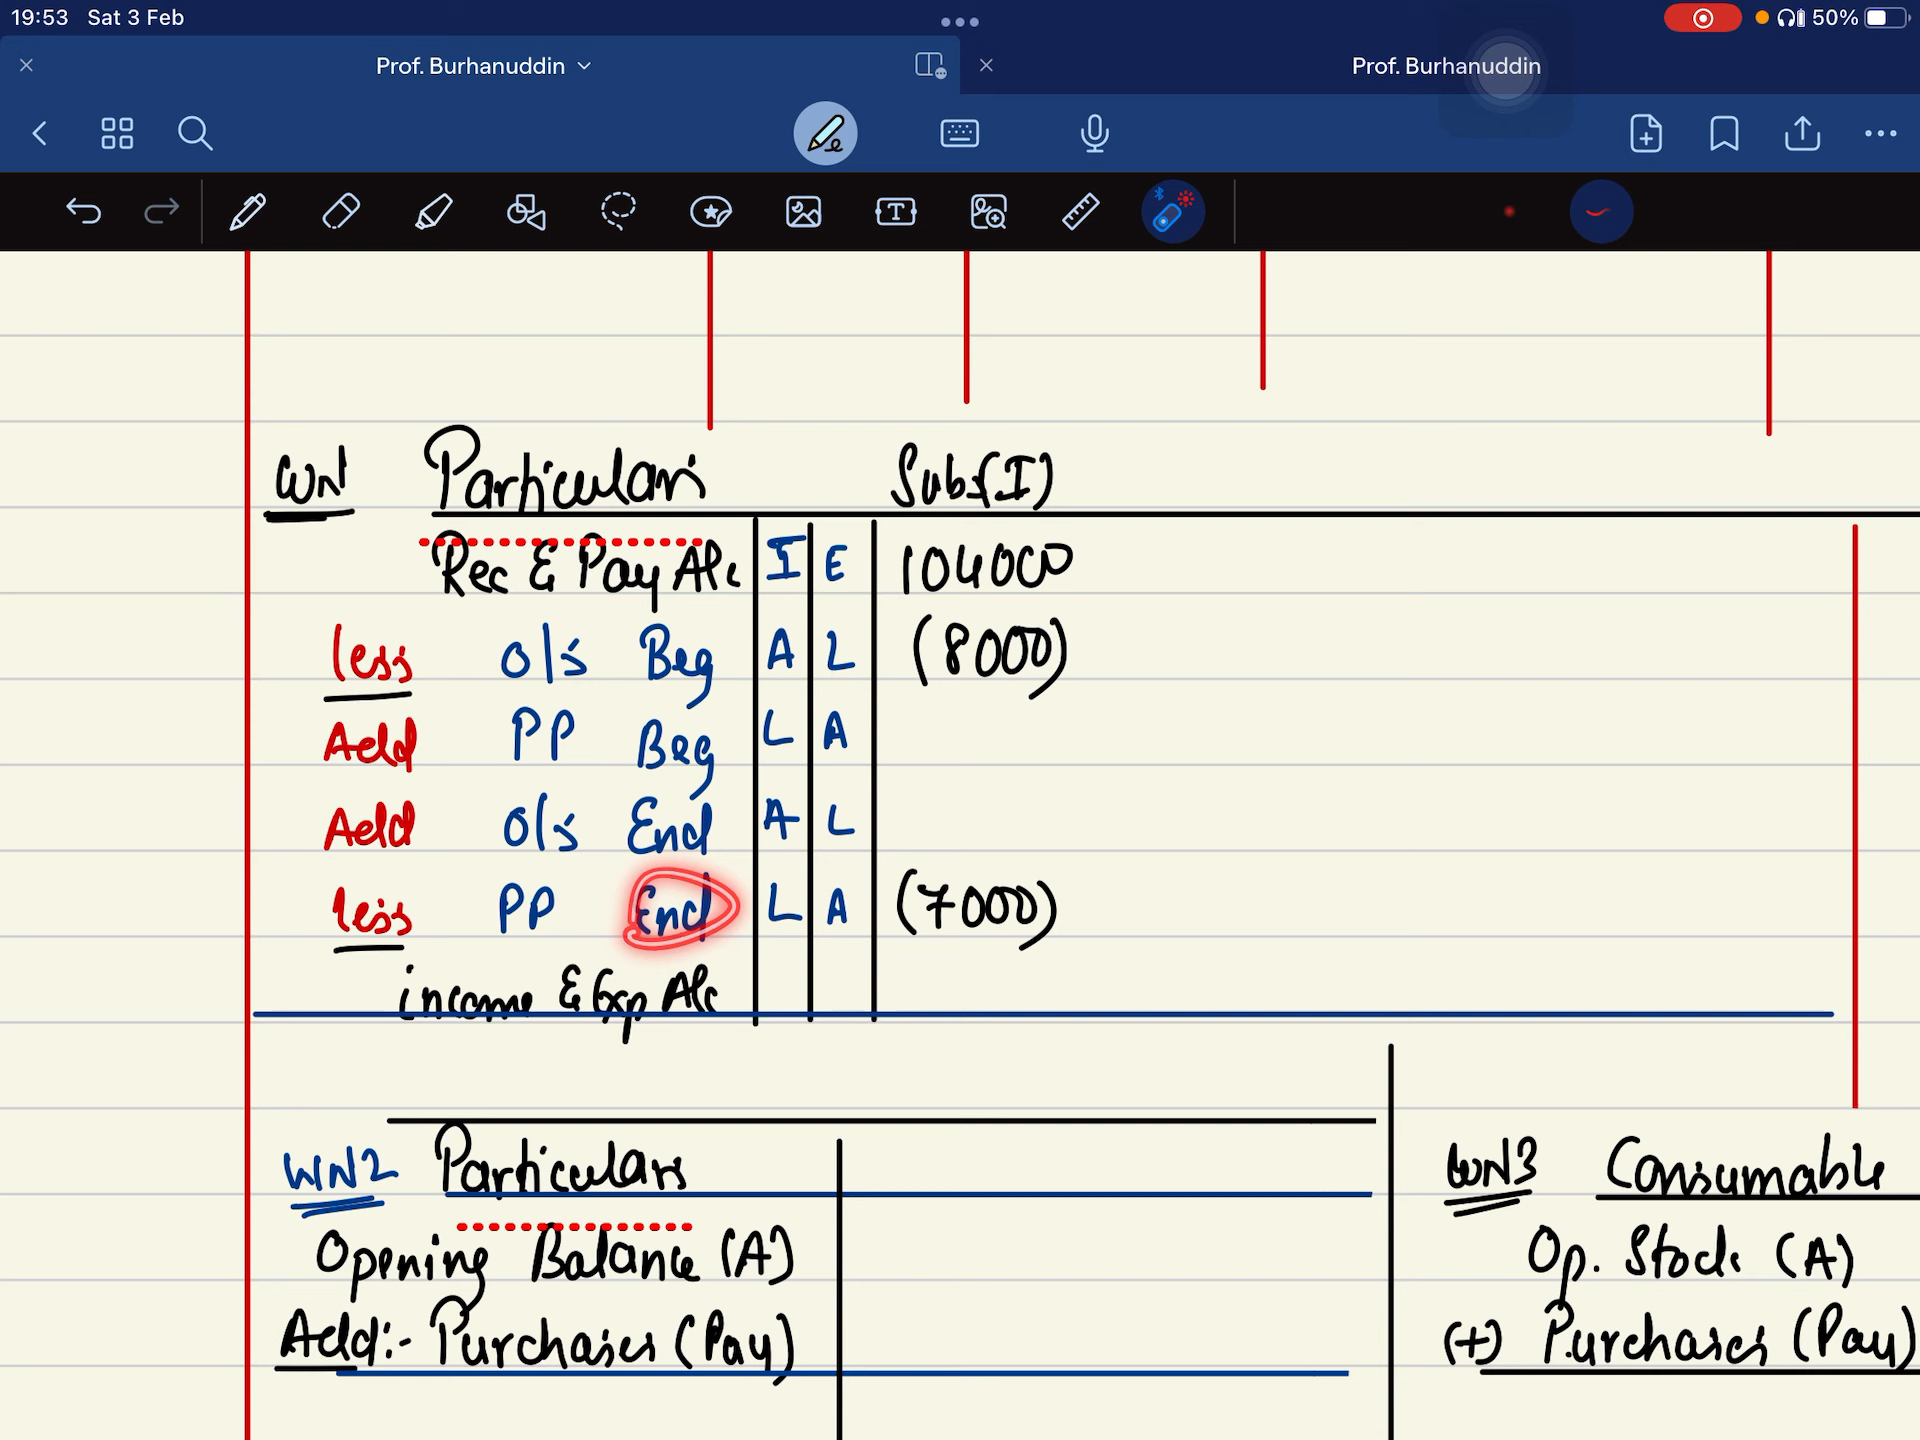 19:53 Sat 3 Feb
50%
Prof. Burhanuddin
Prof. Burhanuddin
WN1 Particulars Subs(I)
Rec & Pay A/c I E 104000
less O/s Beg A L (8000)
Add PP Beg L A
Add O/s End A L
less PP End L A (7000)
income & Exp A/c
WN2 Particulars
Opening Balance (A)
Add:- Purchases (Pay)
WN3 Consumable
Op. Stock (A)
(+) Purchases (Pay)